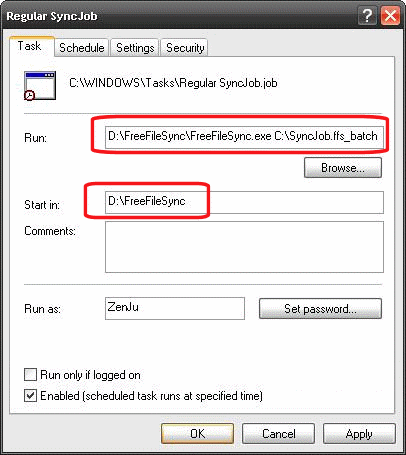 Regular SyncJob
Task Schedule Settings Security
C:\WINDOWS\Tasks\Regular SyncJob.job
Run: D:\FreeFileSync\FreeFileSync.exe C:\SyncJob.ffs_batch
Browse...
Start in: D:\FreeFileSync
Comments:
Run as: ZenJu Set password...
Run only if logged on
Enabled (scheduled task runs at specified time)
OK Cancel Apply